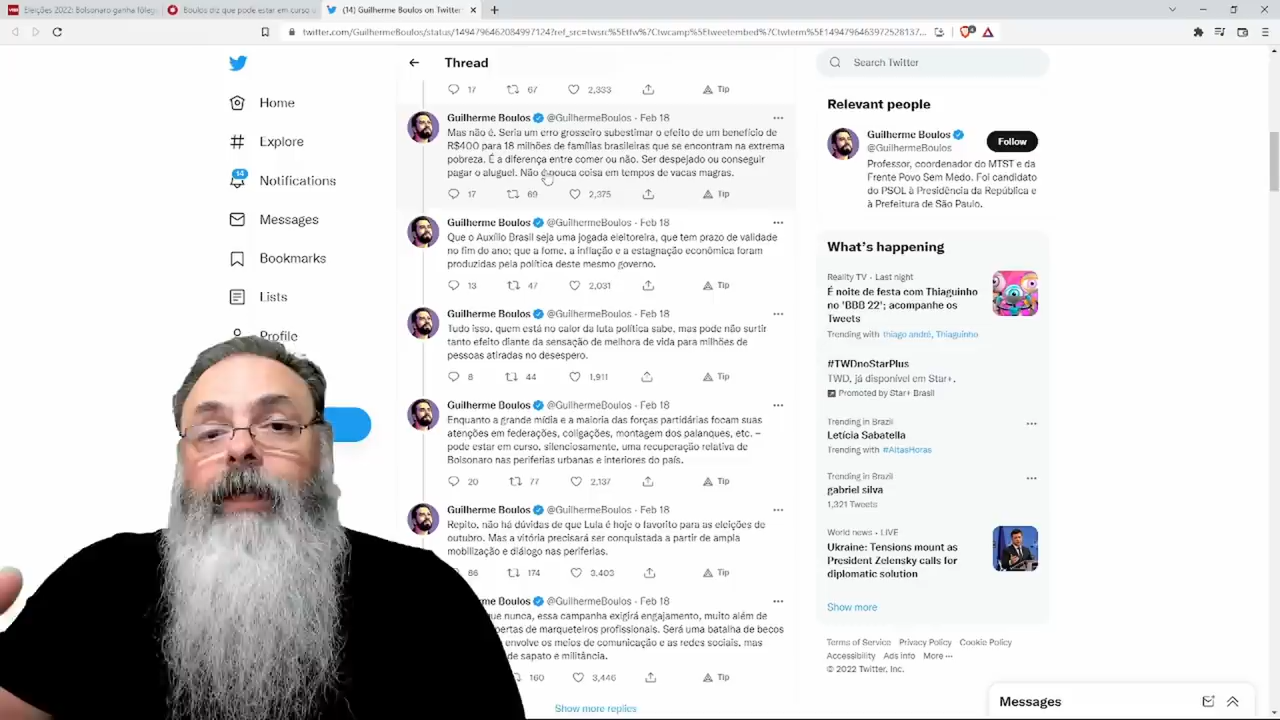 Eleições 2022: Bolsonaro ganha fôleg
Boulos diz que pode estar em curso u
(14) Guilherme Boulos on Twitter
twitter.com/GuilhermeBoulos/status/1494796462084997124?ref_src=twsrc%5Etfw%7Ctwcamp%5Etweetembed%7Ctwterm%5E1494796463972528137...
Home
Explore
14
Notifications
Messages
Bookmarks
Lists
Profile
Thread
17 67 2,333 Tip
Guilherme Boulos @GuilhermeBoulos · Feb 18
Mas não é. Seria um erro grosseiro subestimar o efeito de um benefício de
R$400 para 18 milhões de famílias brasileiras que se encontram na extrema
pobreza. É a diferença entre comer ou não. Ser despejado ou conseguir
pagar o aluguel. Não é pouca coisa em tempos de vacas magras.
17 69 2,375 Tip
Guilherme Boulos @GuilhermeBoulos · Feb 18
Que o Auxílio Brasil seja uma jogada eleitoreira, que tem prazo de validade
no fim do ano; que a fome, a inflação e a estagnação econômica foram
produzidas pela política deste mesmo governo.
13 47 2,031 Tip
Guilherme Boulos @GuilhermeBoulos · Feb 18
Tudo isso, quem está no calor da luta política sabe, mas pode não surtir
tanto efeito diante da sensação de melhora de vida para milhões de
pessoas atiradas no desespero.
8 44 1,911 Tip
Guilherme Boulos @GuilhermeBoulos · Feb 18
Enquanto a grande mídia e a maioria das forças partidárias focam suas
atenções em federações, coligações, montagem dos palanques, etc. –
pode estar em curso, silenciosamente, uma recuperação relativa de
Bolsonaro nas periferias urbanas e interiores do país.
20 77 2,137 Tip
Guilherme Boulos @GuilhermeBoulos · Feb 18
Repito, não há dúvidas de que Lula é hoje o favorito para as eleições de
outubro. Mas a vitória precisará ser conquistada a partir de ampla
mobilização e diálogo nas periferias.
86 174 3,403 Tip
Boulos @GuilhermeBoulos · Feb 18
que nunca, essa campanha exigirá engajamento, muito além de
pertas de marqueteiros profissionais. Será uma batalha de becos
envolve os meios de comunicação e as redes sociais, mas
de sapato e militância.
160 3,446 Tip
Show more replies
Search Twitter
Relevant people
Guilherme Boulos
@GuilhermeBoulos
Follow
Professor, coordenador do MTST e da
Frente Povo Sem Medo. Foi candidato
do PSOL à Presidência da República e
à Prefeitura de São Paulo.
What's happening
Reality TV · Last night
É noite de festa com Thiaguinho
no 'BBB 22'; acompanhe os
Tweets
Trending with thiago andré, Thiaguinho
#TWDnoStarPlus
TWD, já disponível em Star+.
Promoted by Star+ Brasil
Trending in Brazil
Letícia Sabatella
Trending with #AltasHoras
Trending in Brazil
gabriel silva
1,321 Tweets
World news · LIVE
Ukraine: Tensions mount as
President Zelensky calls for
diplomatic solution
Show more
Terms of Service Privacy Policy Cookie Policy
Accessibility Ads info More ···
© 2022 Twitter, Inc.
Messages